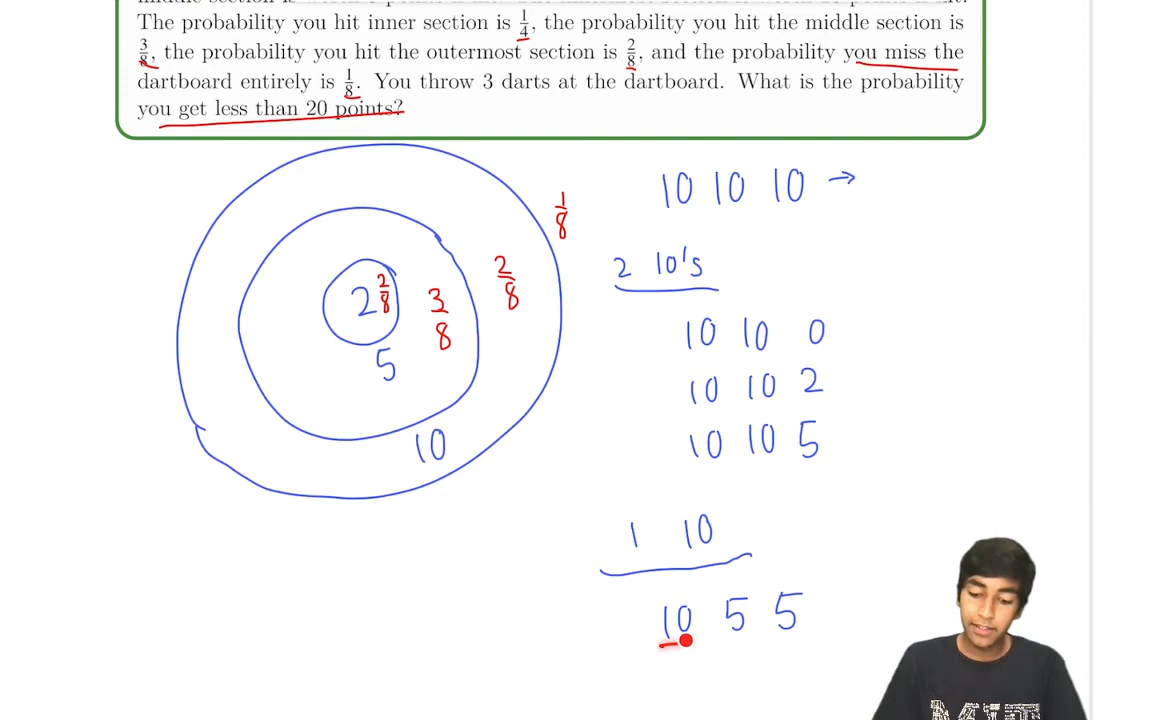 The probability you hit inner section is 1/4, the probability you hit the middle section is
3/8, the probability you hit the outermost section is 2/8, and the probability you miss the
dartboard entirely is 1/8. You throw 3 darts at the dartboard. What is the probability
you get less than 20 points?
10 10 10 →
1/8
2 10's
2/8
2 2/8 3/8
10 10 0
5
10 10 2
10 10 5
10
1 10
10 5 5